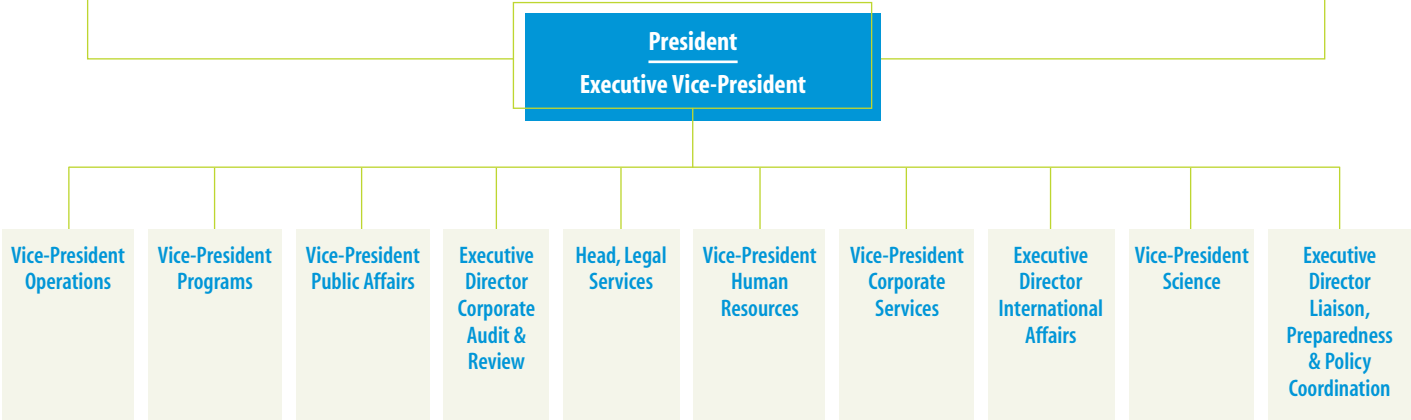 President
Executive Vice-President
Vice-President
Operations
Vice-President
Programs
Vice-President
Public Affairs
Executive
Director
Corporate
Audit &
Review
Head, Legal
Services
Vice-President
Human
Resources
Vice-President
Corporate
Services
Executive
Director
International
Affairs
Vice-President
Science
Executive
Director
Liaison,
Preparedness
& Policy
Coordination